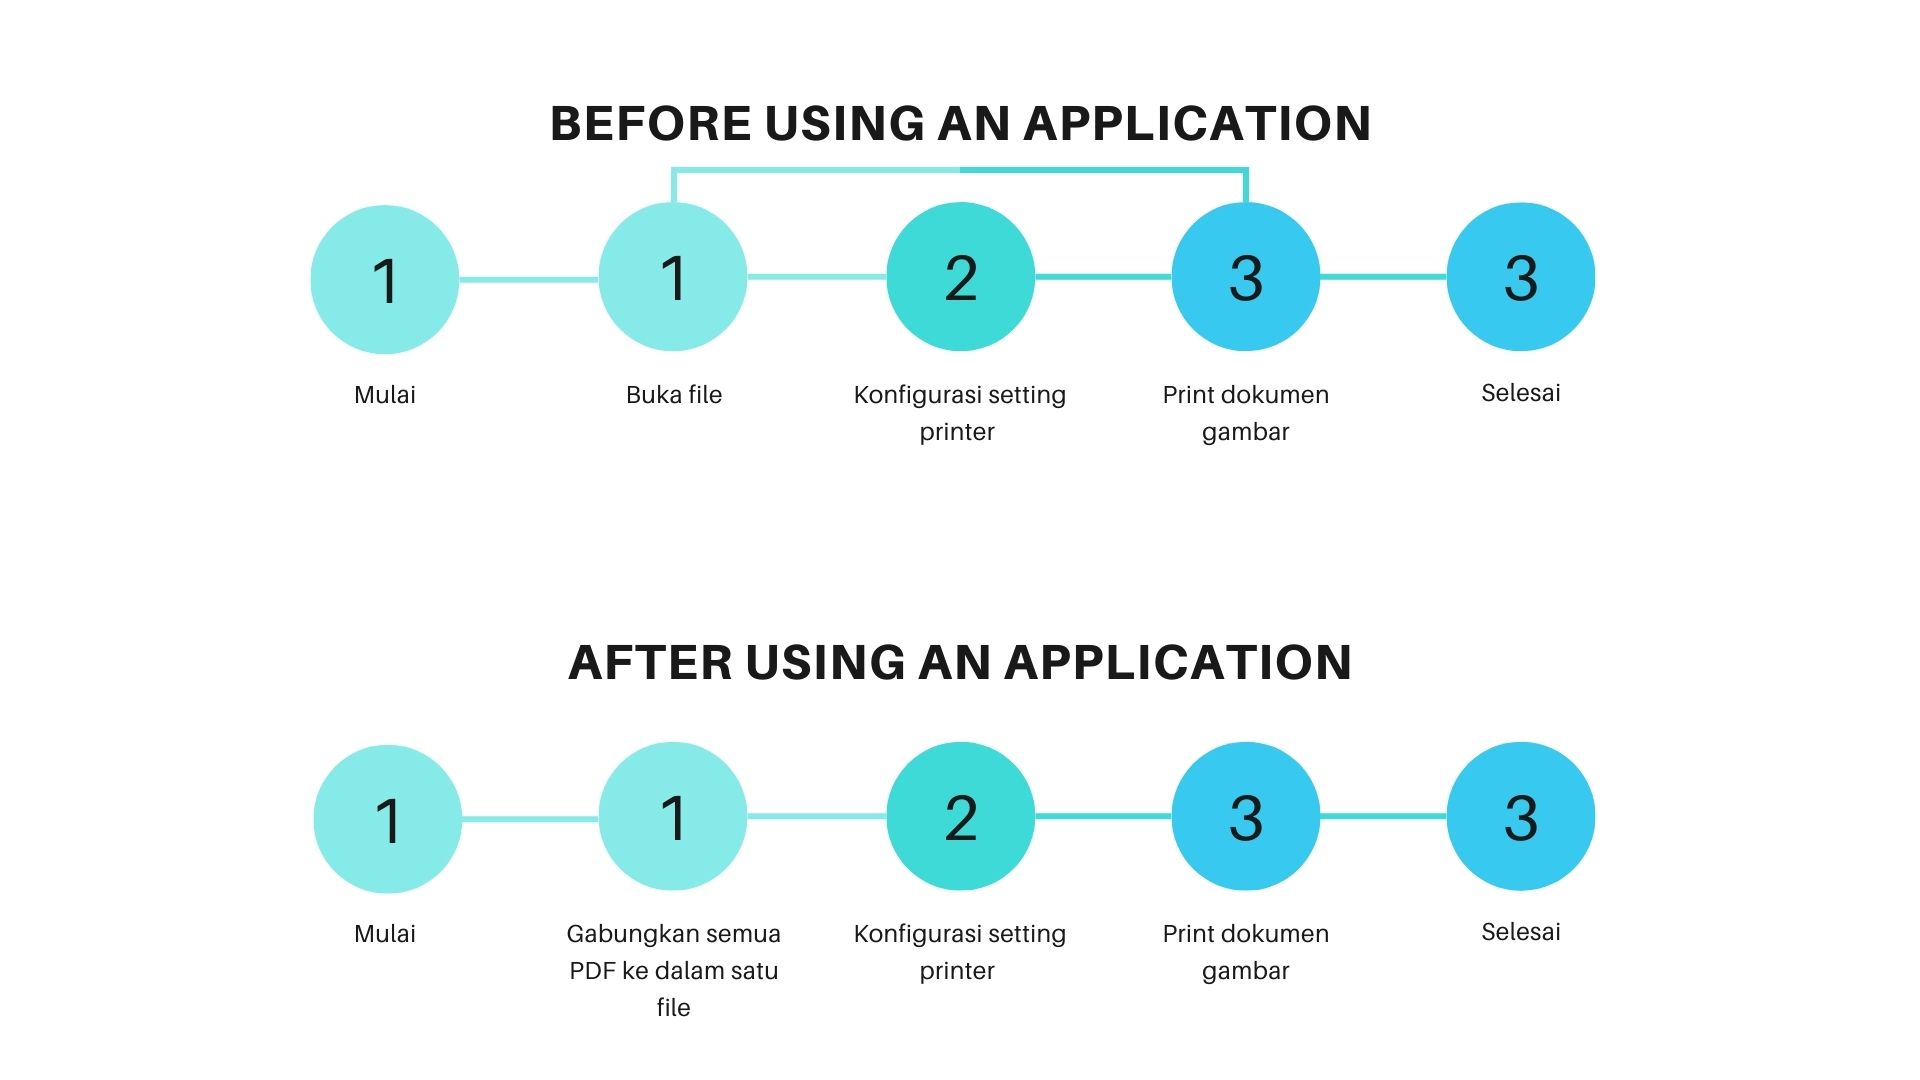 BEFORE USING AN APPLICATION
1
1
2
3
3
Mulai
Buka file
Konfigurasi setting
printer
Print dokumen
gambar
Selesai
AFTER USING AN APPLICATION
1
1
2
3
3
Mulai
Gabungkan semua
PDF ke dalam satu
file
Konfigurasi setting
printer
Print dokumen
gambar
Selesai